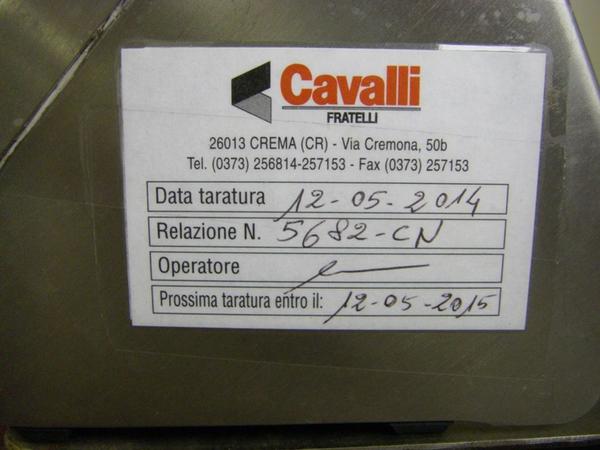 Cavalli
FRATELLI
26013 CREMA (CR) - Via Cremona, 50b
Tel. (0373) 256814-257153 - Fax (0373) 257153
Data taratura 12-05-2014
Relazione N. 5682-CN
Operatore
Prossima taratura entro il: 12-05-2015